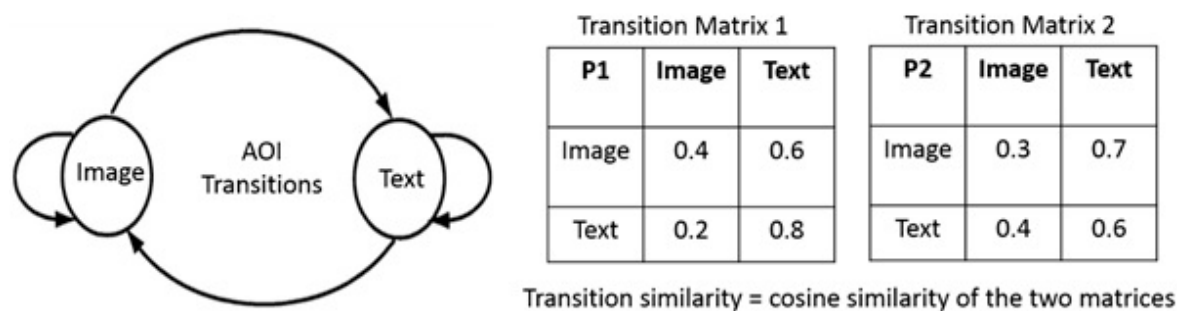 Image
AOI
Transitions
Text
Transition Matrix 1
P1 Image Text
Image 0.4 0.6
Text 0.2 0.8
Transition Matrix 2
P2 Image Text
Image 0.3 0.7
Text 0.4 0.6
Transition similarity = cosine similarity of the two matrices